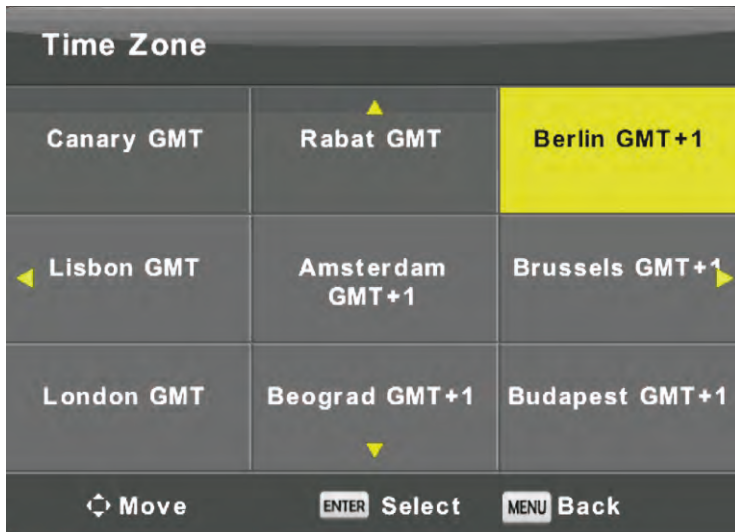 Time Zone
Canary GMT
Rabat GMT
Berlin GMT+1
Lisbon GMT
Amsterdam
GMT+1
Brussels GMT+1
London GMT
Beograd GMT+1
Budapest GMT+1
Move
ENTER Select
MENU Back